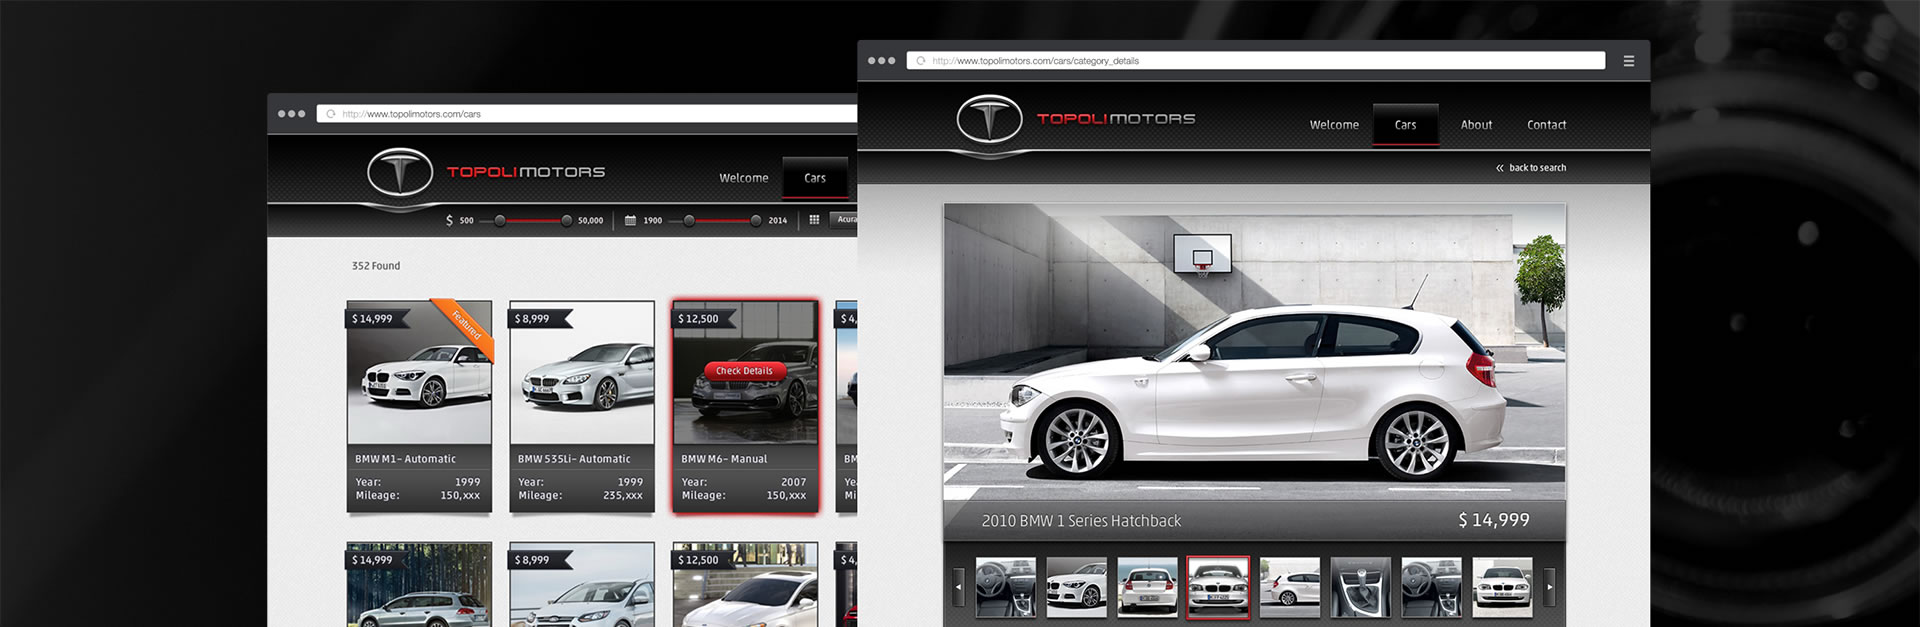 http://www.topolimotors.com/cars
TOPOLIMOTORS
Welcome
Cars
$ 500
50,000
1900
2014
Acura
352 Found
$ 14,999
Featured
$ 8,999
$ 12,500
Check Details
$ 4,
BMW M1- Automatic
Year: 1999
Mileage: 150,xxx
BMW 535Li- Automatic
Year: 1999
Mileage: 235,xxx
BMW M6- Manual
Year: 2007
Mileage: 150,xxx
$ 14,999
$ 8,999
$ 12,500
$ 4,
http://www.topolimotors.com/cars/category_details
TOPOLIMOTORS
Welcome
Cars
About
Contact
« back to search
2010 BMW 1 Series Hatchback
$ 14,999